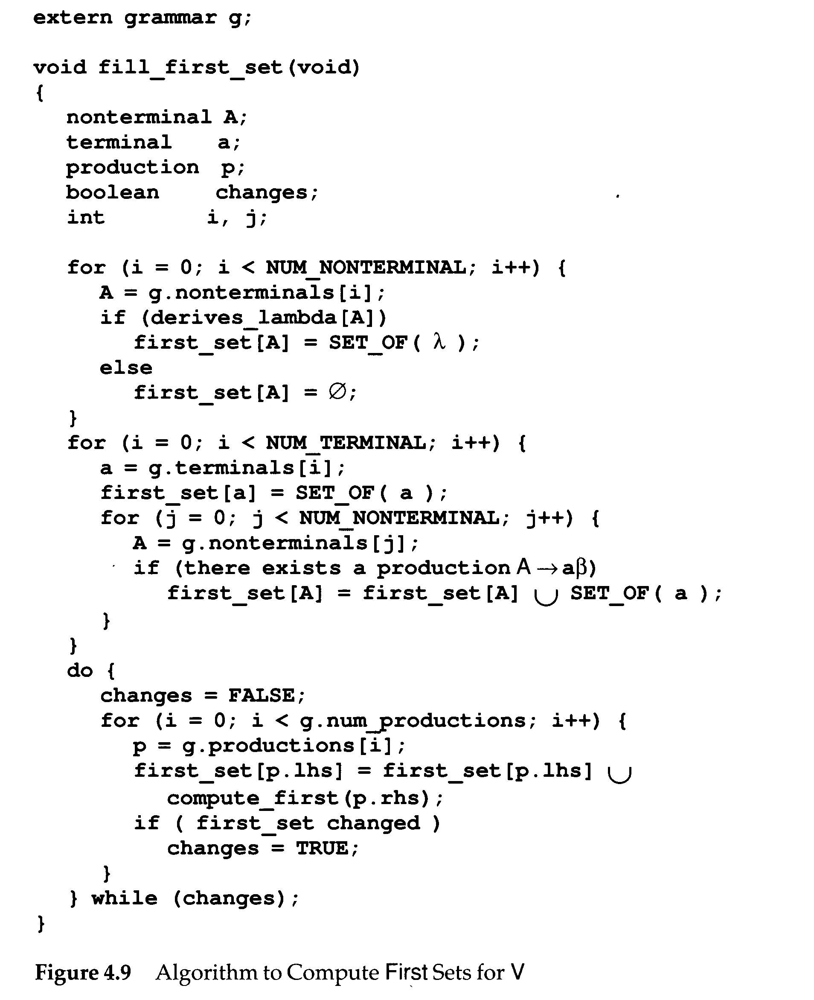 extern grammar g;
void fill_first_set(void)
{
nonterminal A;
terminal a;
production p;
boolean changes;
int i, j;
for (i = 0; i < NUM_NONTERMINAL; i++) {
A = g.nonterminals[i];
if (derives_lambda[A])
first_set[A] = SET_OF( λ );
else
first_set[A] = ∅;
}
for (i = 0; i < NUM_TERMINAL; i++) {
a = g.terminals[i];
first_set[a] = SET_OF( a );
for (j = 0; j < NUM_NONTERMINAL; j++) {
A = g.nonterminals[j];
if (there exists a production A → aβ)
first_set[A] = first_set[A] ∪ SET_OF( a );
}
}
do {
changes = FALSE;
for (i = 0; i < g.num_productions; i++) {
p = g.productions[i];
first_set[p.lhs] = first_set[p.lhs] ∪
compute_first(p.rhs);
if ( first_set changed )
changes = TRUE;
}
} while (changes);
}
Figure 4.9 Algorithm to Compute First Sets for V